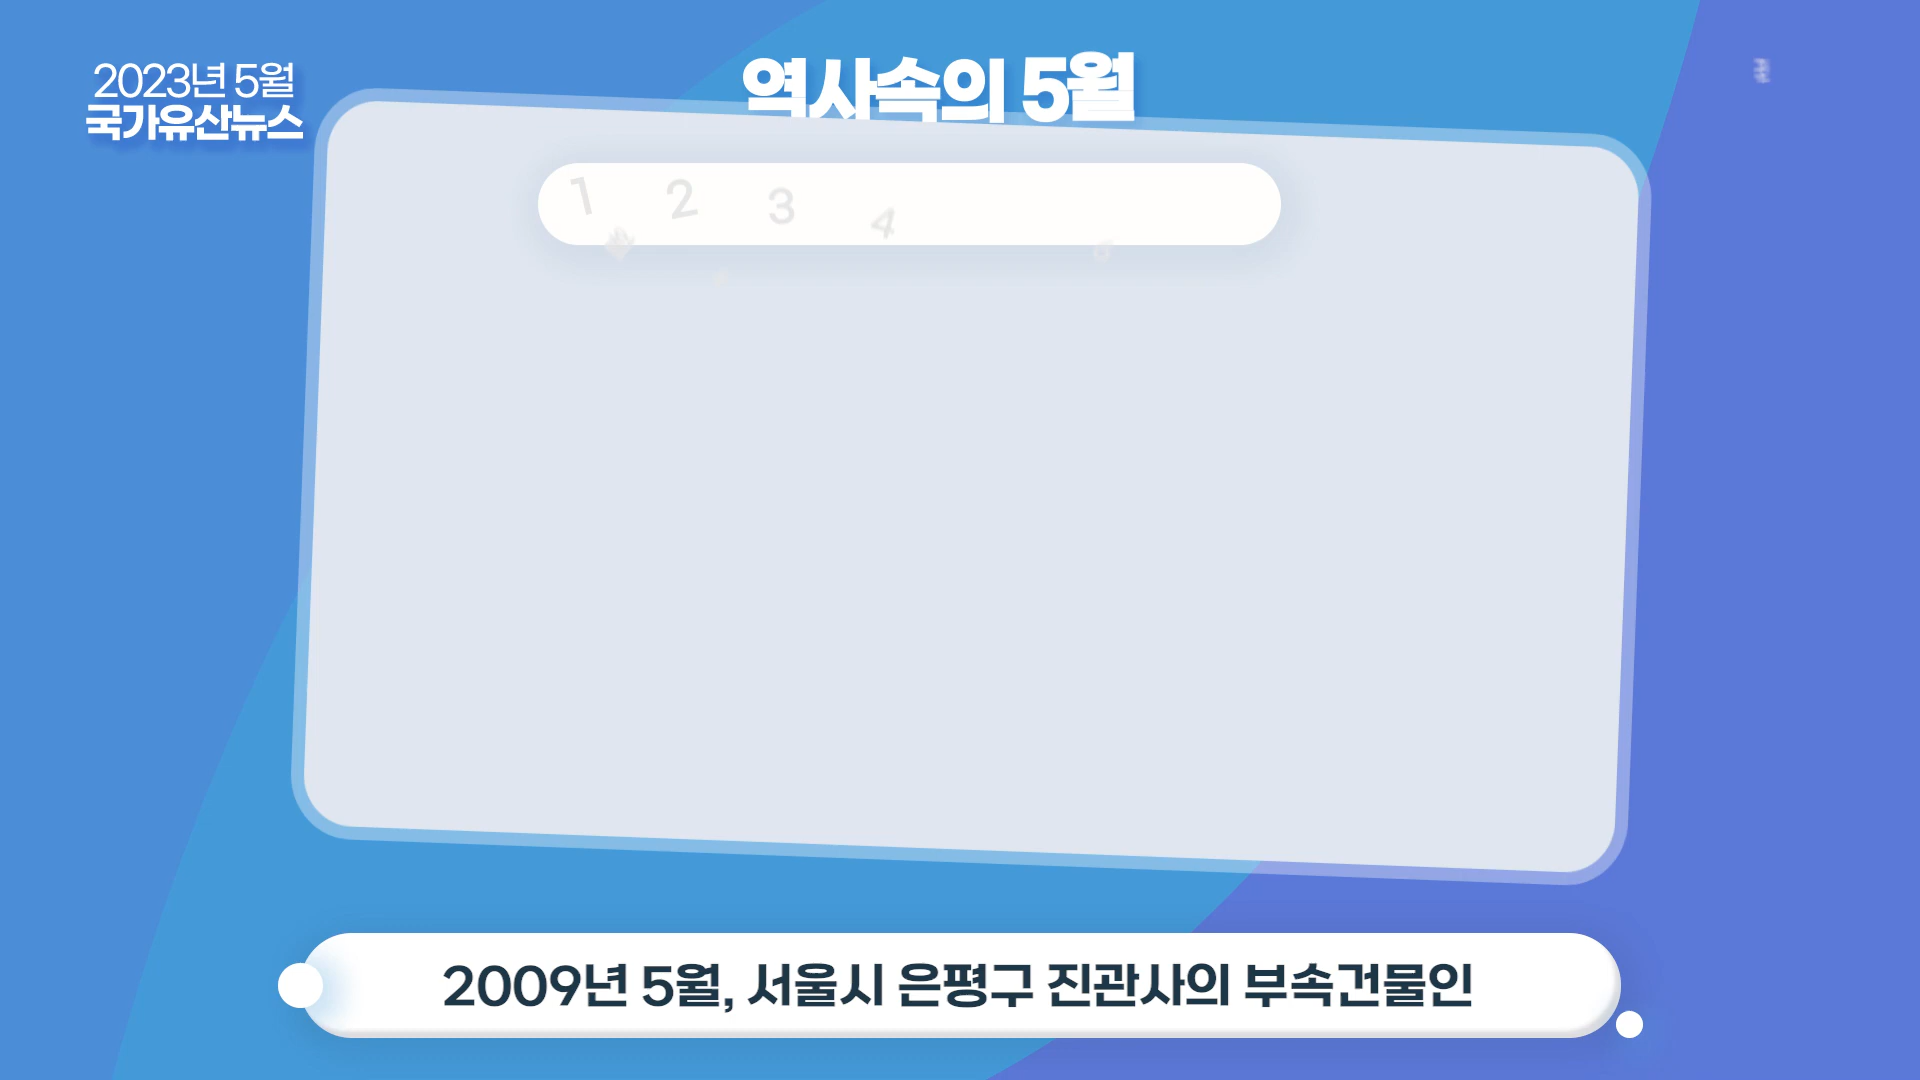 2023년 5월
국가유산뉴스
역사속의 5월
1 2 3 4
2009년 5월, 서울시 은평구 진관사의 부속건물인